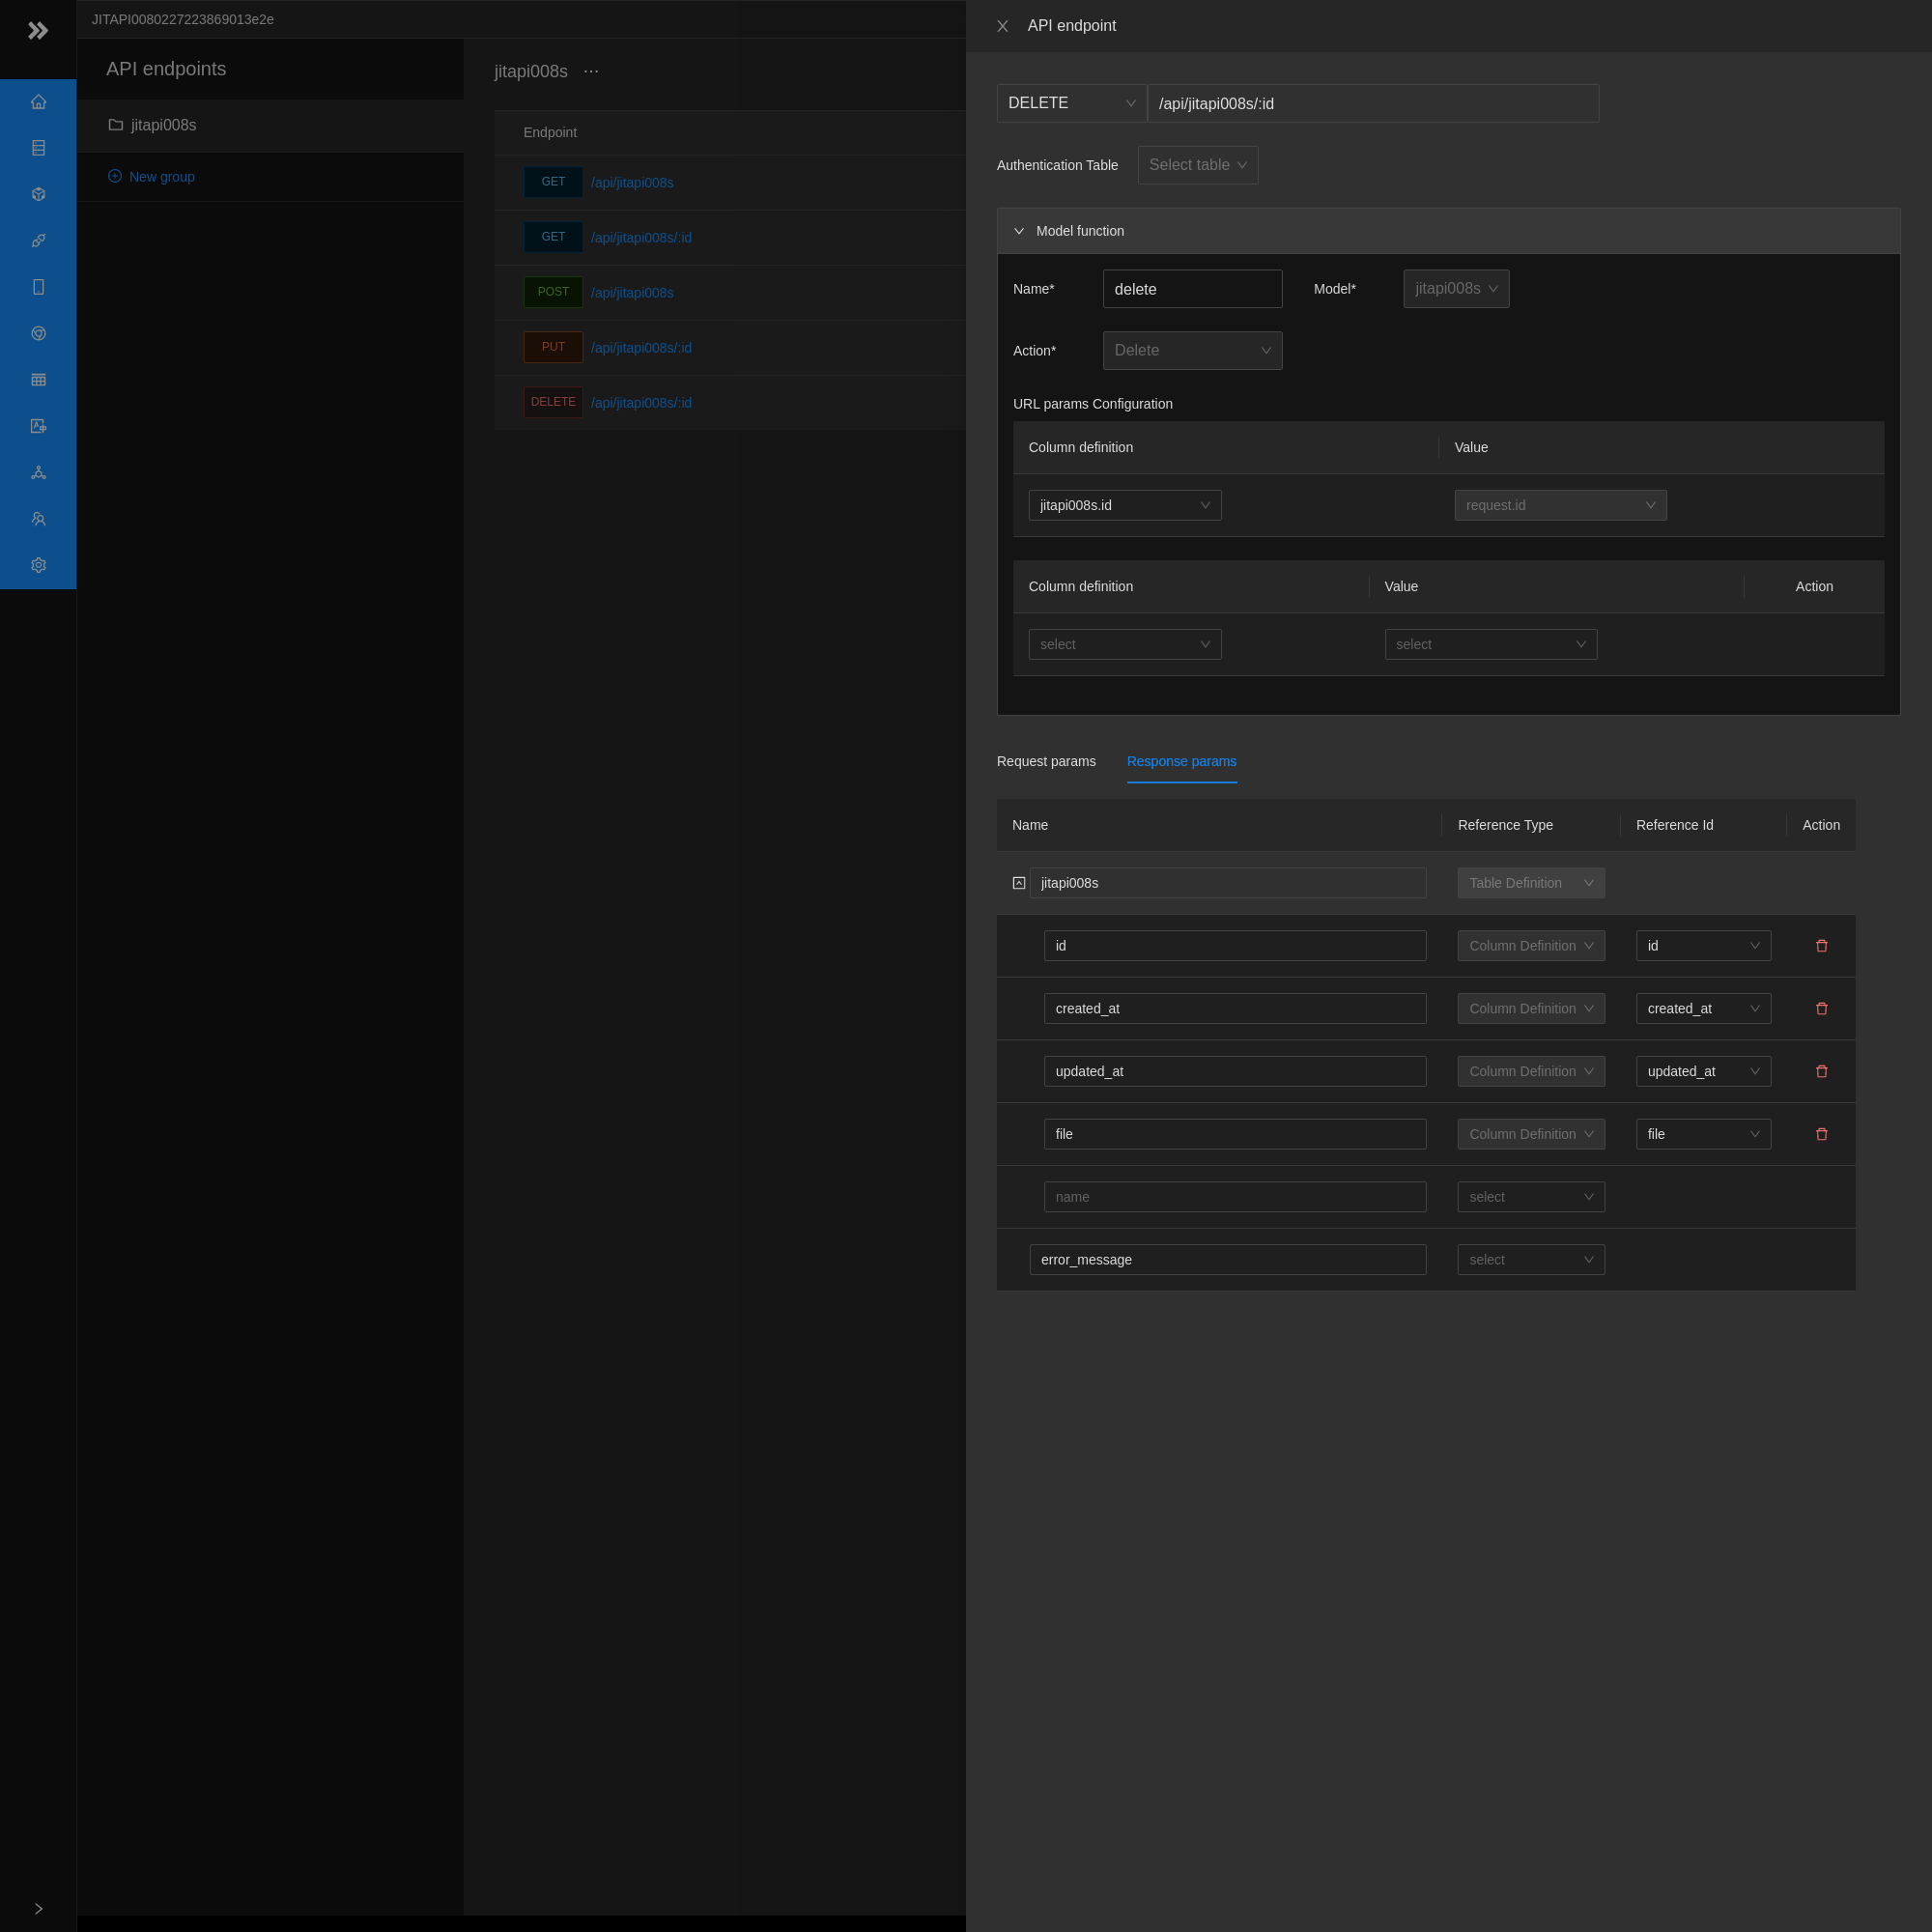 JITAPI0080227223869013e2e
API endpoints
jitapi008s
New group
jitapi008s ···
Endpoint
GET /api/jitapi008s
GET /api/jitapi008s/:id
POST /api/jitapi008s
PUT /api/jitapi008s/:id
DELETE /api/jitapi008s/:id
API endpoint
DELETE /api/jitapi008s/:id
Authentication Table Select table
Model function
Name* delete Model* jitapi008s
Action* Delete
URL params Configuration
Column definition Value
jitapi008s.id request.id
Column definition Value Action
select select
Request params Response params
Name Reference Type Reference Id Action
jitapi008s Table Definition
id Column Definition id
created_at Column Definition created_at
updated_at Column Definition updated_at
file Column Definition file
name select
error_message select